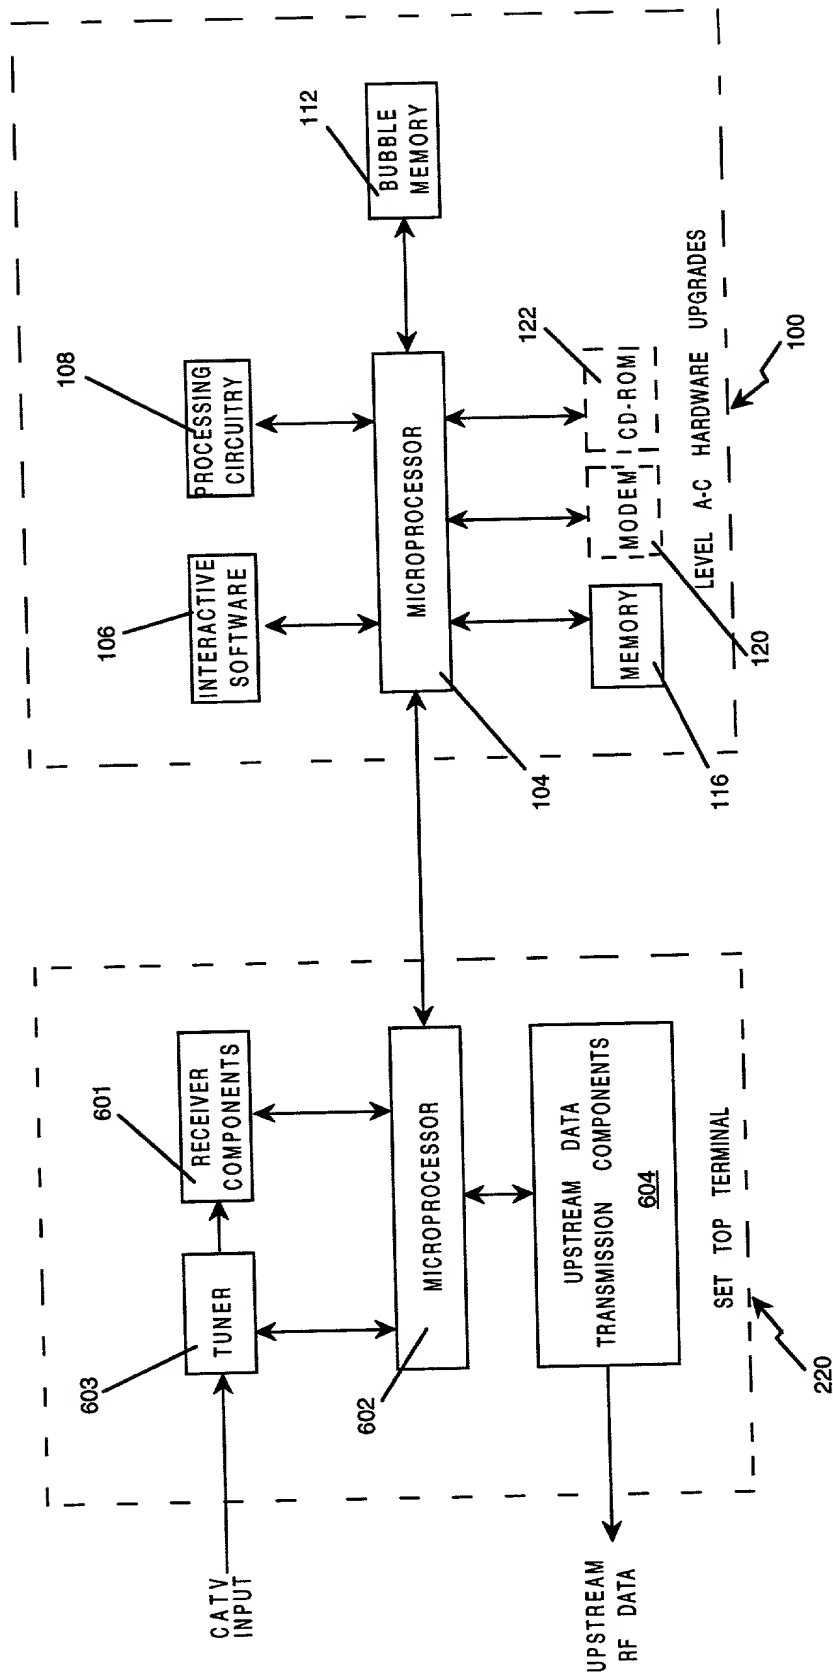 CATV
INPUT
603
TUNER
601
RECEIVER
COMPONENTS
602
MICROPROCESSOR
UPSTREAM DATA
TRANSMISSION COMPONENTS
604
UPSTREAM
RF DATA
SET TOP TERMINAL
220
106
INTERACTIVE
SOFTWARE
108
PROCESSING
CIRCUITRY
MICROPROCESSOR
104
112
BUBBLE
MEMORY
MEMORY
116
MODEM
120
CD-ROM
122
LEVEL A-C HARDWARE UPGRADES
100